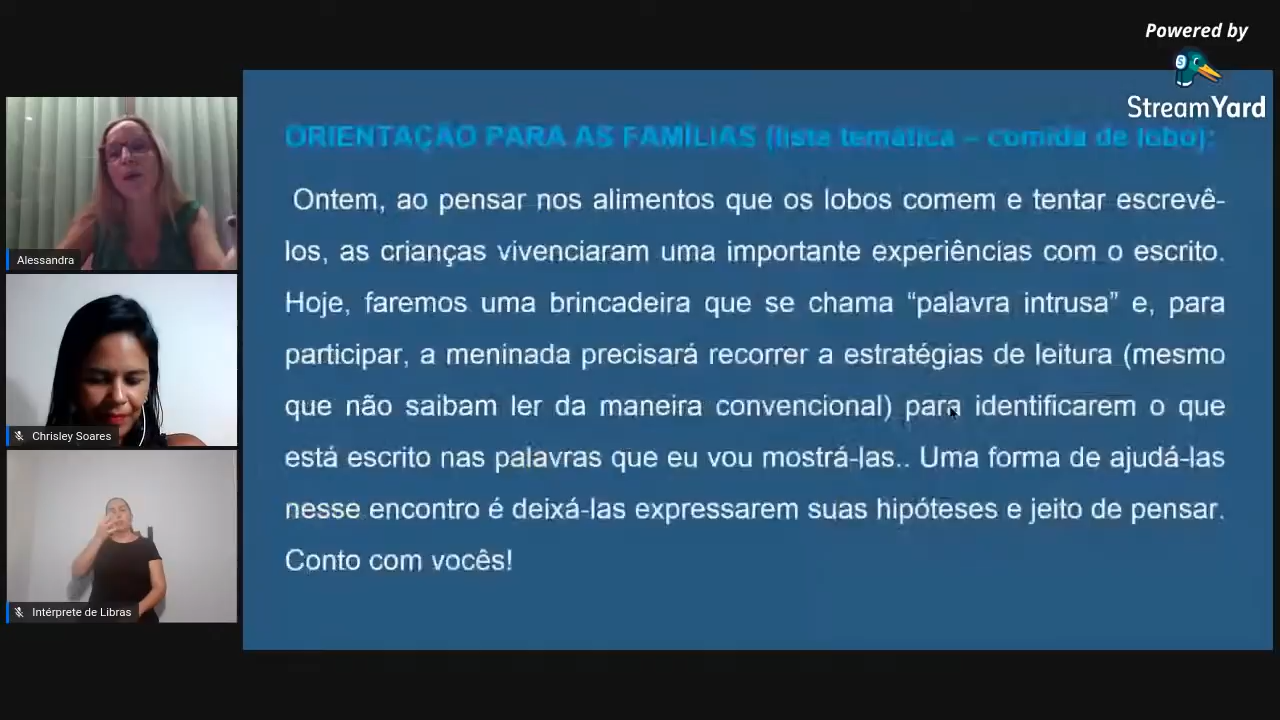 Powered by
StreamYard
ORIENTAÇÃO PARA AS FAMÍLIAS (lista temática – comida de lobo):
Ontem, ao pensar nos alimentos que os lobos comem e tentar escrevê-
los, as crianças vivenciaram uma importante experiências com o escrito.
Hoje, faremos uma brincadeira que se chama “palavra intrusa” e, para
participar, a meninada precisará recorrer a estratégias de leitura (mesmo
que não saibam ler da maneira convencional) para identificarem o que
está escrito nas palavras que eu vou mostrá-las.. Uma forma de ajudá-las
nesse encontro é deixá-las expressarem suas hipóteses e jeito de pensar.
Conto com vocês!
Alessandra
Chrisley Soares
Intérprete de Libras